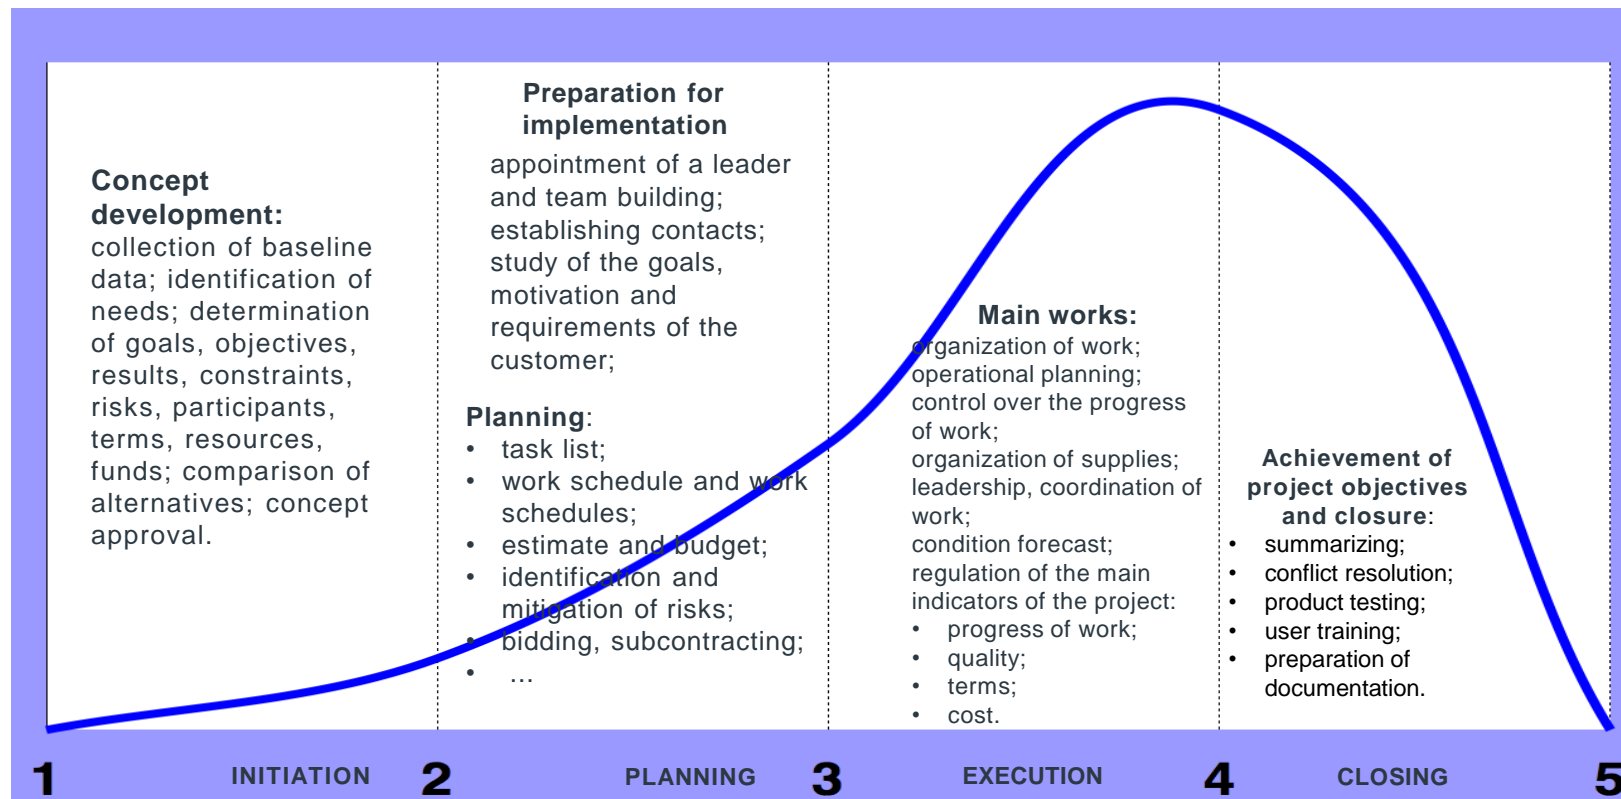 Concept
development:
collection of baseline
data; identification of
needs; determination
of goals, objectives,
results, constraints,
risks, participants,
terms, resources,
funds; comparison of
alternatives; concept
approval.
Preparation for
implementation
appointment of a leader
and team building;
establishing contacts;
study of the goals,
motivation and
requirements of the
customer;
Planning:
• task list;
• work schedule and work
schedules;
• estimate and budget;
• identification and
mitigation of risks;
• bidding, subcontracting;
• ...
Main works:
organization of work;
operational planning;
control over the progress
of work;
organization of supplies;
leadership, coordination of
work;
condition forecast;
regulation of the main
indicators of the project:
• progress of work;
• quality;
• terms;
• cost.
Achievement of
project objectives
and closure:
• summarizing;
• conflict resolution;
• product testing;
• user training;
• preparation of
documentation.
1 INITIATION 2 PLANNING 3 EXECUTION 4 CLOSING 5